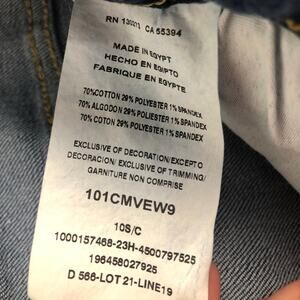 RN 130273 CA 55394
MADE IN EGYPT
HECHO EN EGIPTO
FABRIQUE EN EGYPTE
70%COTTON 29% POLYESTER 1% SPANDEX
70% ALGODON 29% POLYESTER 1% SPANDEX
70% COTON 29% POLYESTER 1% SPANDEX
EXCLUSIVE OF DECORATION/EXCEPTO
DECORACION/ EXCLUSIVE OF TRIMMING/
GARNITURE NON COMPRISE
101CMVEW9
10S/C
1000157468-23H-4500797525
196458027925
D 566-LOT 21-LINE19